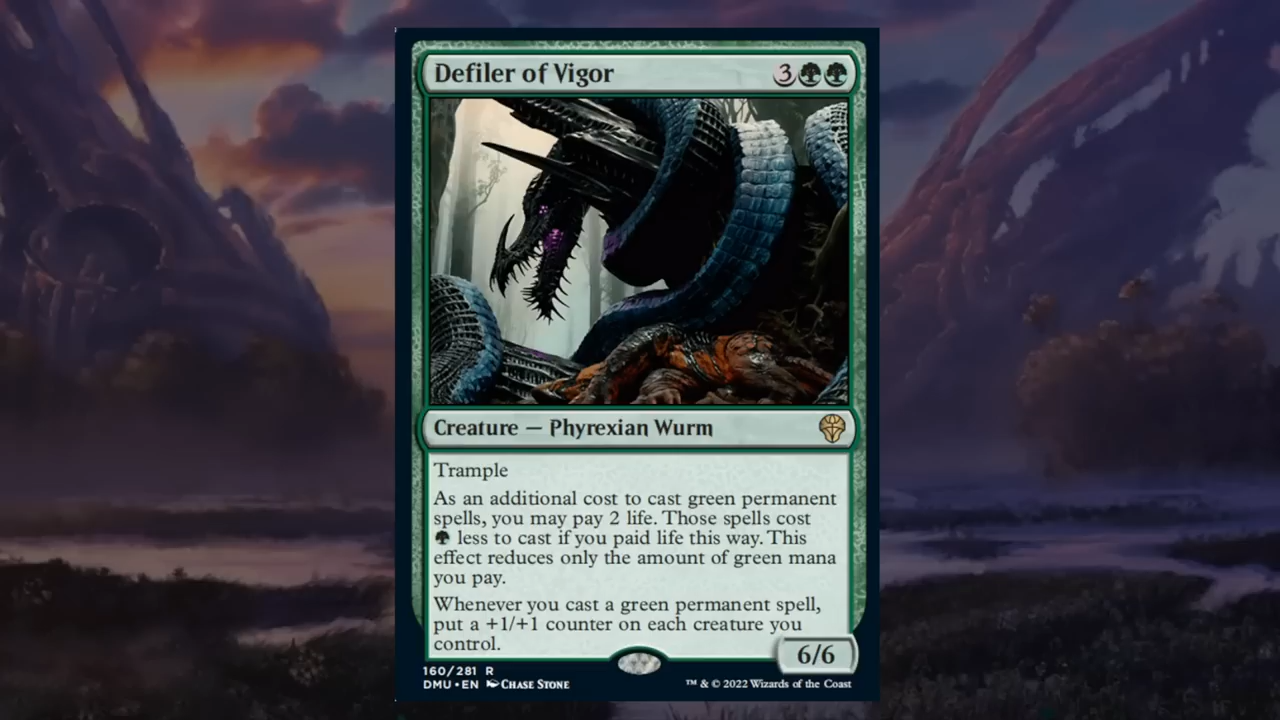 Defiler of Vigor 3
Creature — Phyrexian Wurm
Trample
As an additional cost to cast green permanent
spells, you may pay 2 life. Those spells cost
less to cast if you paid life this way. This
effect reduces only the amount of green mana
you pay.
Whenever you cast a green permanent spell,
put a +1/+1 counter on each creature you
control.
6/6
160/281 R
DMU • EN CHASE STONE
™ & © 2022 Wizards of the Coast